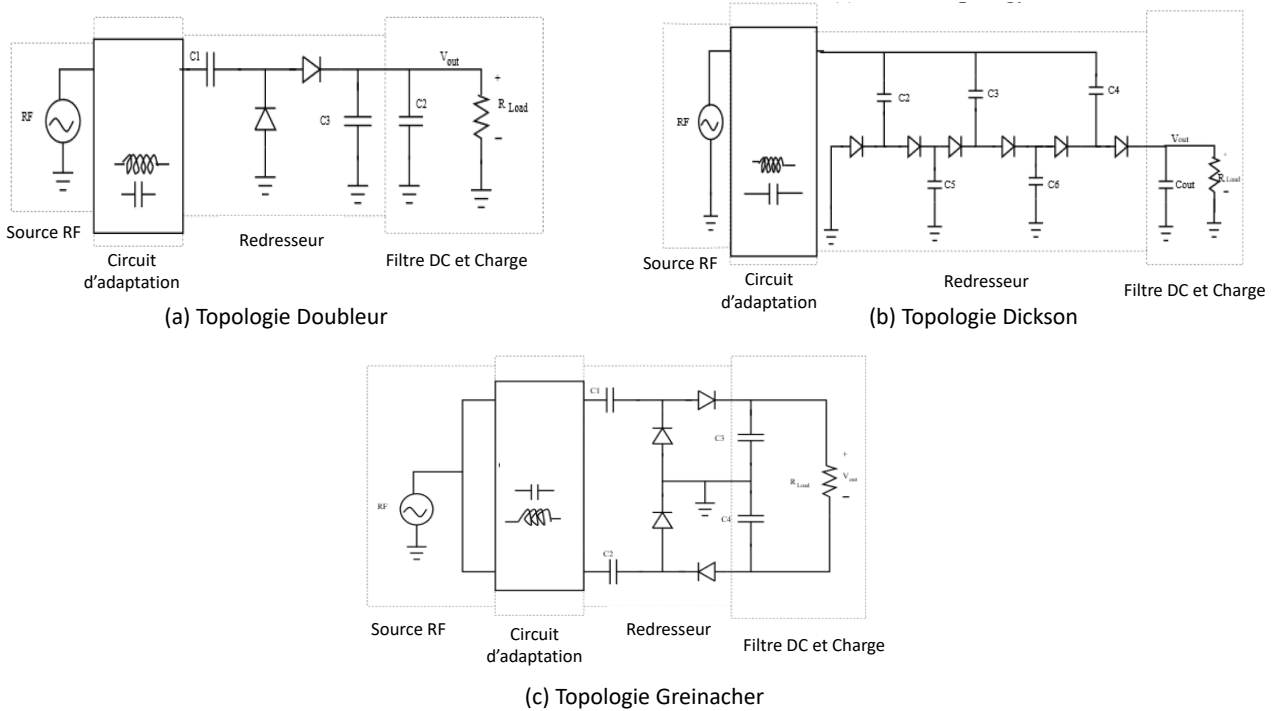 C1
V out
+
RF
C3
C2
R Load
−
Source RF
Circuit
d'adaptation
Redresseur
Filtre DC et Charge
(a) Topologie Doubleur
C2
C3
C4
RF
V out
+
C5
C6
Cout
R Load
−
Source RF
Circuit
d'adaptation
Redresseur
Filtre DC et Charge
(b) Topologie Dickson
C1
C3
+
R Load
V out
−
RF
C4
C2
Source RF
Circuit
d'adaptation
Redresseur
Filtre DC et Charge
(c) Topologie Greinacher